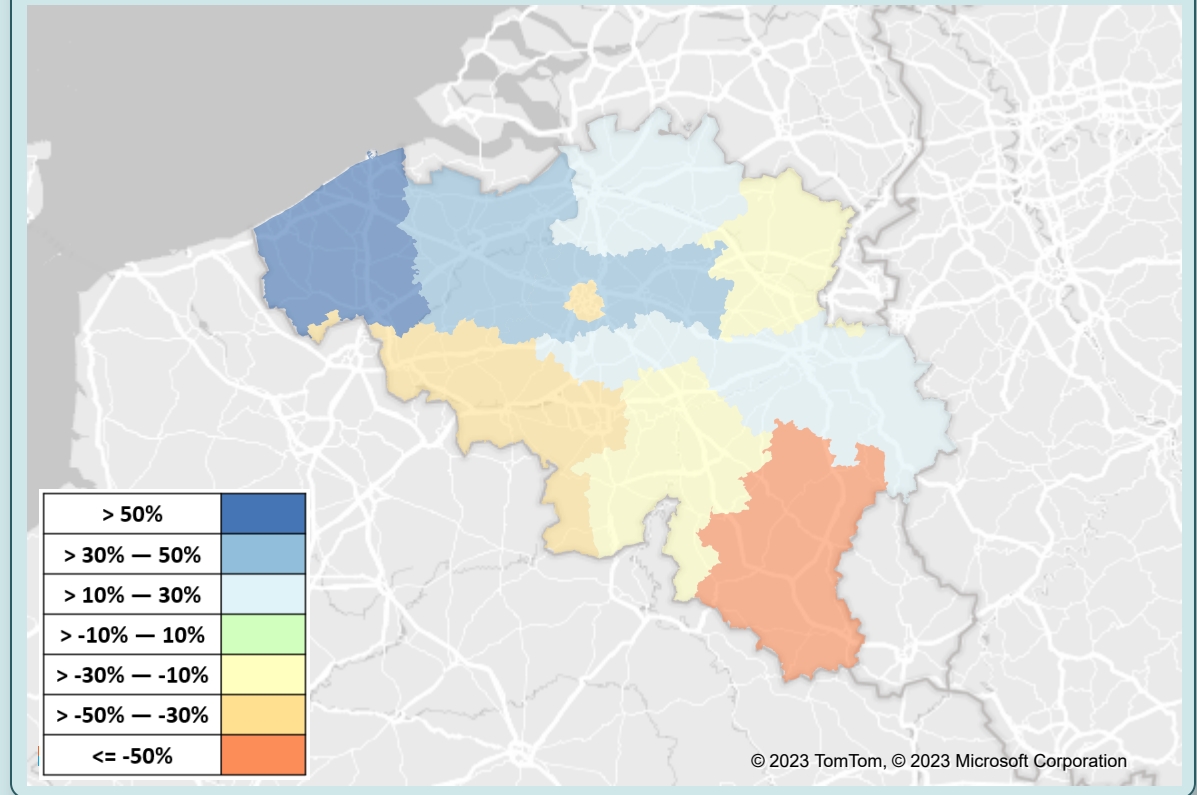 > 50%
> 30% — 50%
> 10% — 30%
> -10% — 10%
> -30% — -10%
> -50% — -30%
<= -50%
© 2023 TomTom, © 2023 Microsoft Corporation